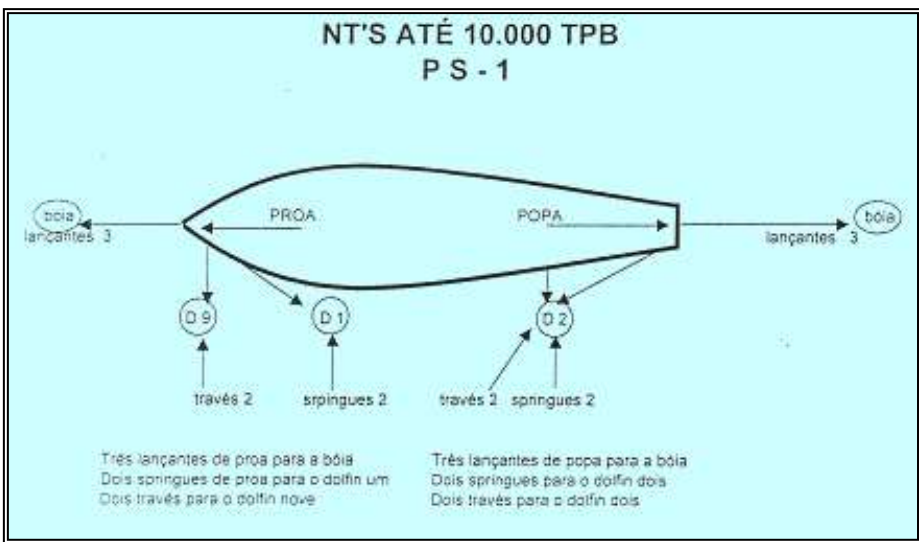 NT'S ATÉ 10.000 TPB
P S - 1
bóia
lançantes 3
PROA
POPA
bóia
lançantes 3
D 9
D 1
D 2
través 2
srpingues 2
través 2
springues 2
Três lançantes de proa para a bóia
Dois springues de proa para o dolfin um
Dois través para o dolfin nove
Três lançantes de popa para a bóia
Dois springues para o dolfin dois
Dois través para o dolfin dois